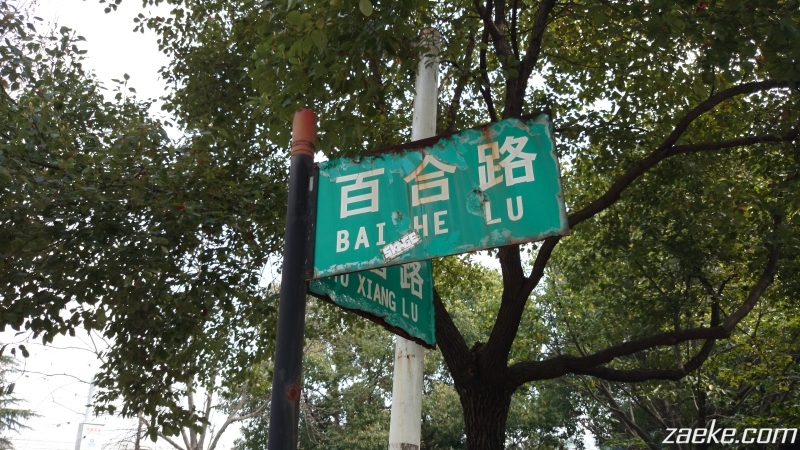 百合路
BAI HE LU
路
XIANG LU
zaeke.com